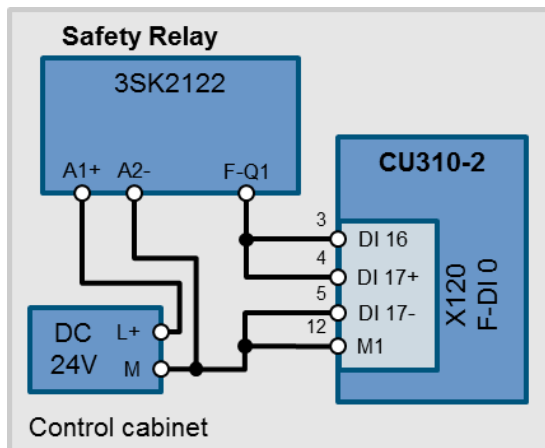 Safety Relay
3SK2122
A1+
A2-
F-Q1
CU310-2
3
DI 16
4
DI 17+
5
DI 17-
12
M1
X120
F-DI 0
DC
24V
L+
M
Control cabinet